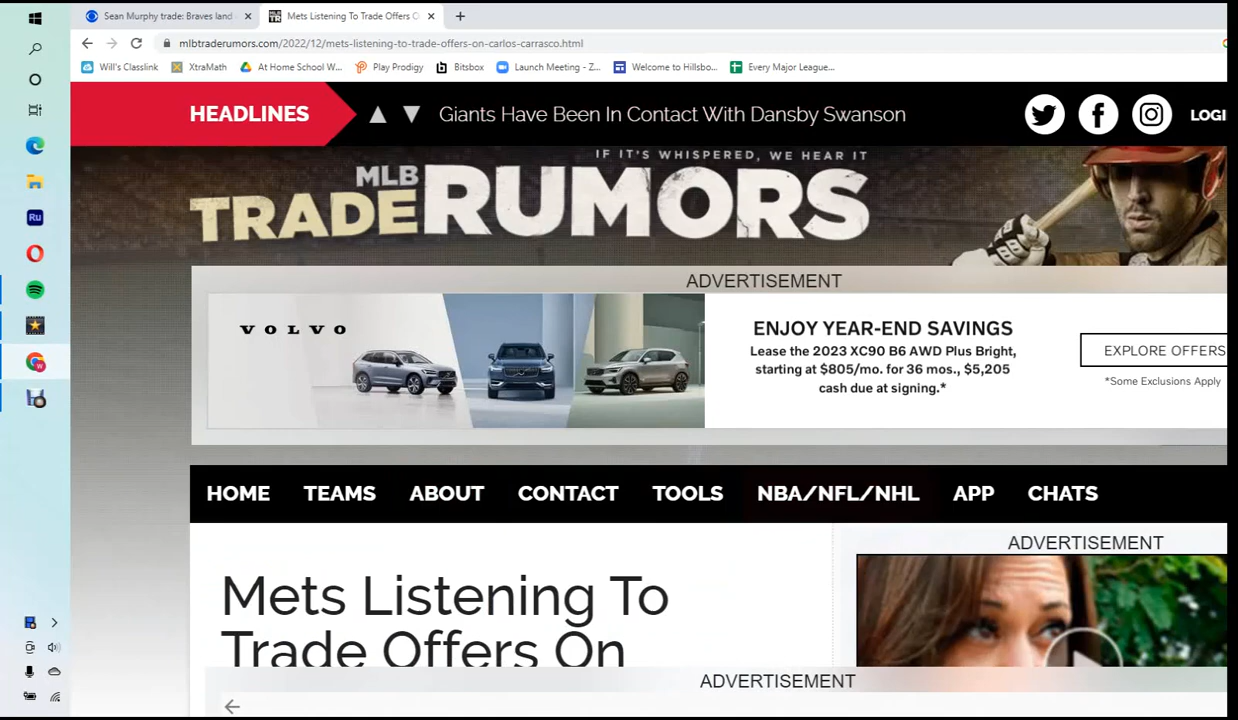 Sean Murphy trade: Braves land
Mets Listening To Trade Offers O
mlbtraderumors.com/2022/12/mets-listening-to-trade-offers-on-carlos-carrasco.html
Will's Classlink XtraMath At Home School W... Play Prodigy Bitsbox Launch Meeting - Z... Welcome to Hillsbo... Every Major League...
HEADLINES Giants Have Been In Contact With Dansby Swanson LOGI
IF IT'S WHISPERED, WE HEAR IT
MLB
TRADERUMORS
ADVERTISEMENT
VOLVO
ENJOY YEAR-END SAVINGS
Lease the 2023 XC90 B6 AWD Plus Bright,
starting at $805/mo. for 36 mos., $5,205
cash due at signing.*
EXPLORE OFFERS
*Some Exclusions Apply
HOME TEAMS ABOUT CONTACT TOOLS NBA/NFL/NHL APP CHATS
Mets Listening To
Trade Offers On
ADVERTISEMENT
ADVERTISEMENT
Ru